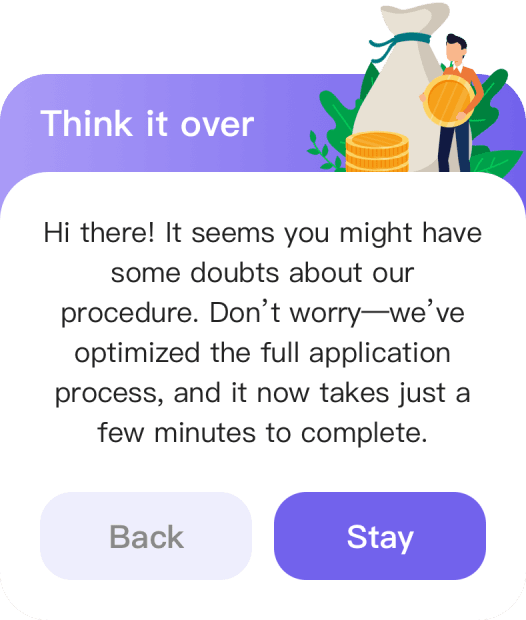 Think it over
Hi there! It seems you might have
some doubts about our
procedure. Don’t worry—we’ve
optimized the full application
process, and it now takes just a
few minutes to complete.
Back
Stay